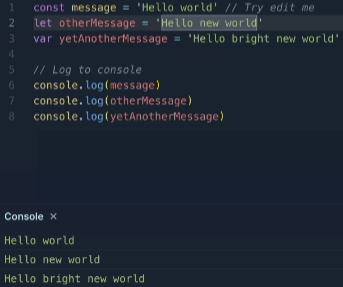 1 const message = 'Hello world' // Try edit me
2 let otherMessage = 'Hello new world'
3 var yetAnotherMessage = 'Hello bright new world'
4
5 // Log to console
6 console.log(message)
7 console.log(otherMessage)
8 console.log(yetAnotherMessage)
Console ×
Hello world
Hello new world
Hello bright new world